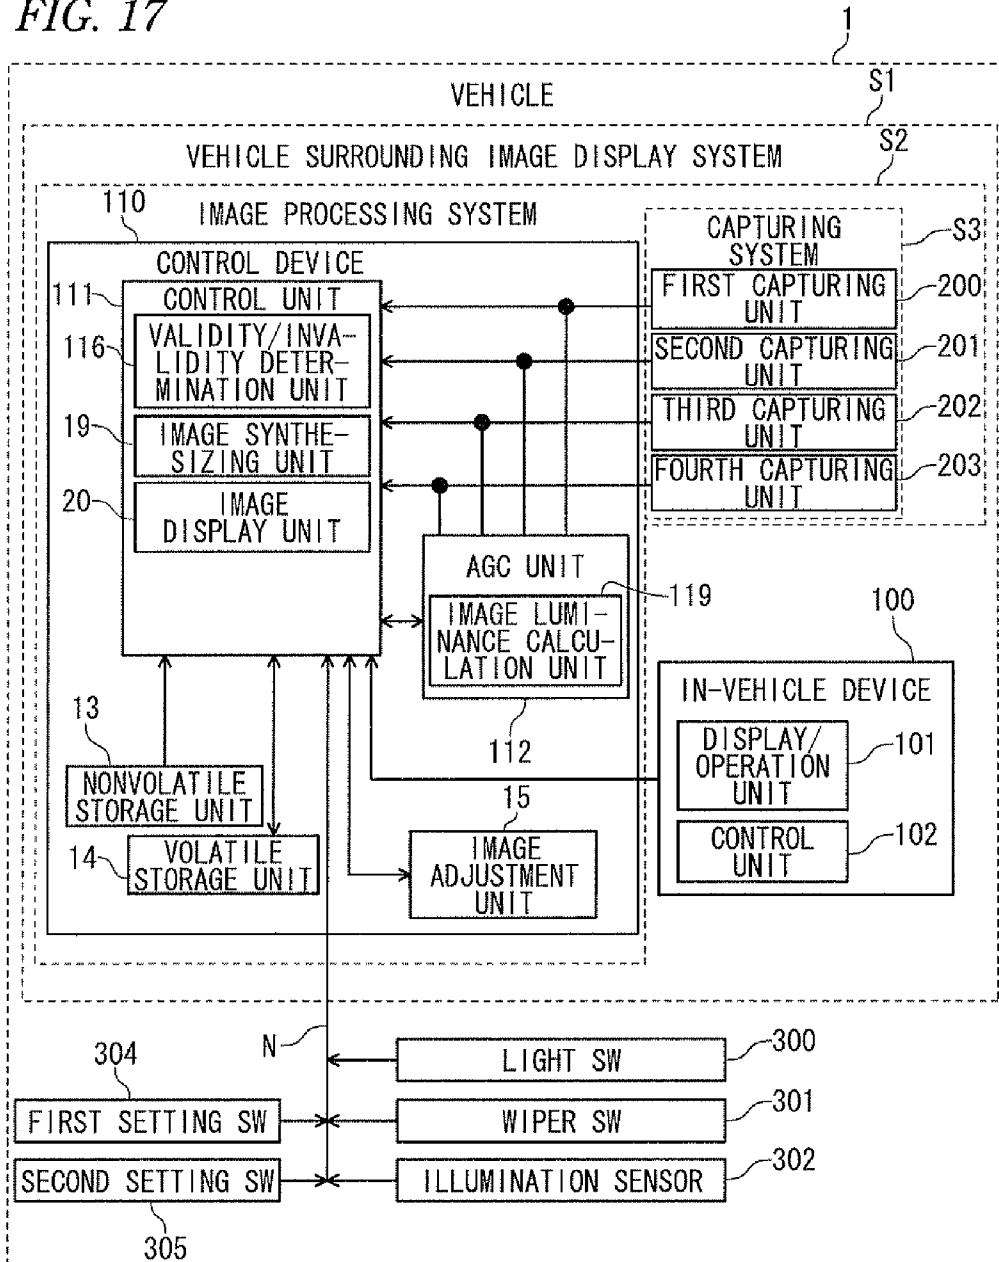 FIG. 17
1
VEHICLE
S1
VEHICLE SURROUNDING IMAGE DISPLAY SYSTEM
S2
110
IMAGE PROCESSING SYSTEM
CONTROL DEVICE
111
CONTROL UNIT
116
VALIDITY/INVA-
LIDITY DETER-
MINATION UNIT
19
IMAGE SYNTHE-
SIZING UNIT
20
IMAGE
DISPLAY UNIT
CAPTURING
SYSTEM
S3
FIRST CAPTURING
UNIT
200
SECOND CAPTURING
UNIT
201
THIRD CAPTURING
UNIT
202
FOURTH CAPTURING
UNIT
203
AGC UNIT
119
IMAGE LUMI-
NANCE CALCU-
LATION UNIT
112
100
IN-VEHICLE DEVICE
DISPLAY/
OPERATION
UNIT
101
CONTROL
UNIT
102
13
NONVOLATILE
STORAGE UNIT
14
VOLATILE
STORAGE UNIT
15
IMAGE
ADJUSTMENT
UNIT
N
304
FIRST SETTING SW
SECOND SETTING SW
305
LIGHT SW
300
WIPER SW
301
ILLUMINATION SENSOR
302